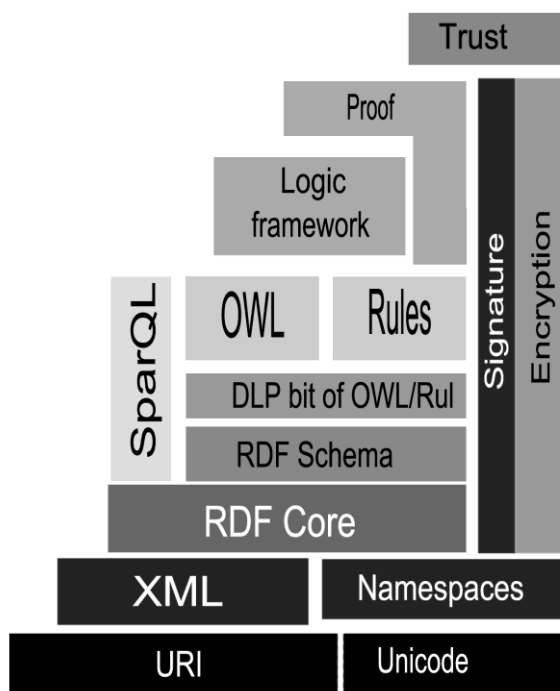 Trust
Proof
Logic
framework
Signature
Encryption
SparQL
OWL
Rules
DLP bit of OWL/Rul
RDF Schema
RDF Core
XML
Namespaces
URI
Unicode